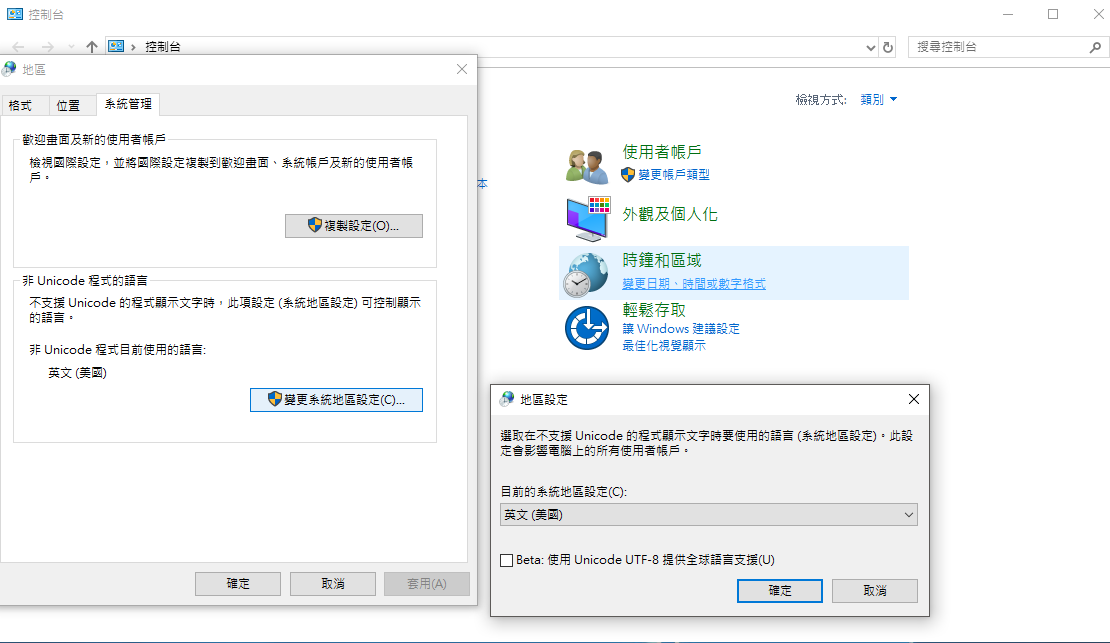 控制台
控制台
搜尋控制台
地區
格式
位置
系統管理
歡迎畫面及新的使用者帳戶
檢視國際設定，並將國際設定複製到歡迎畫面、系統帳戶及新的使用者帳
戶。
複製設定(O)...
非 Unicode 程式的語言
不支援 Unicode 的程式顯示文字時，此項設定 (系統地區設定) 可控制顯示
的語言。
非 Unicode 程式目前使用的語言:
英文 (美國)
變更系統地區設定(C)...
確定
取消
套用(A)
本
檢視方式:
類別
使用者帳戶
變更帳戶類型
外觀及個人化
時鐘和區域
變更日期、時間或數字格式
輕鬆存取
讓 Windows 建議設定
最佳化視覺顯示
地區設定
選取在不支援 Unicode 的程式顯示文字時要使用的語言 (系統地區設定)。此設
定會影響電腦上的所有使用者帳戶。
目前的系統地區設定(C):
英文 (美國)
Beta: 使用 Unicode UTF-8 提供全球語言支援(U)
確定
取消